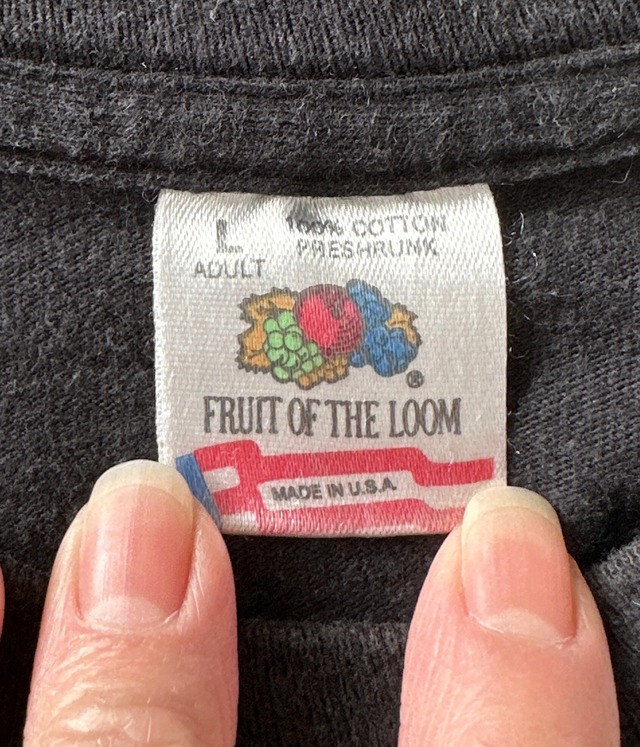 L
ADULT
100% COTTON
PRESHRUNK
®
FRUIT OF THE LOOM
MADE IN U.S.A.